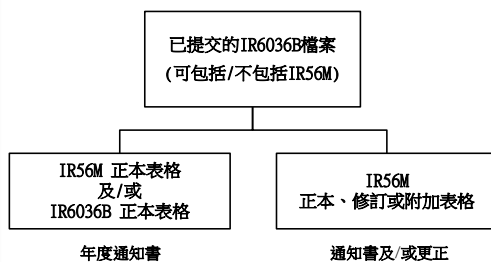 已提交的IR6036B檔案
(可包括/不包括IR56M)
IR56M 正本表格
及/或
IR6036B 正本表格
IR56M
正本、修訂或附加表格
年度通知書
通知書及/或更正